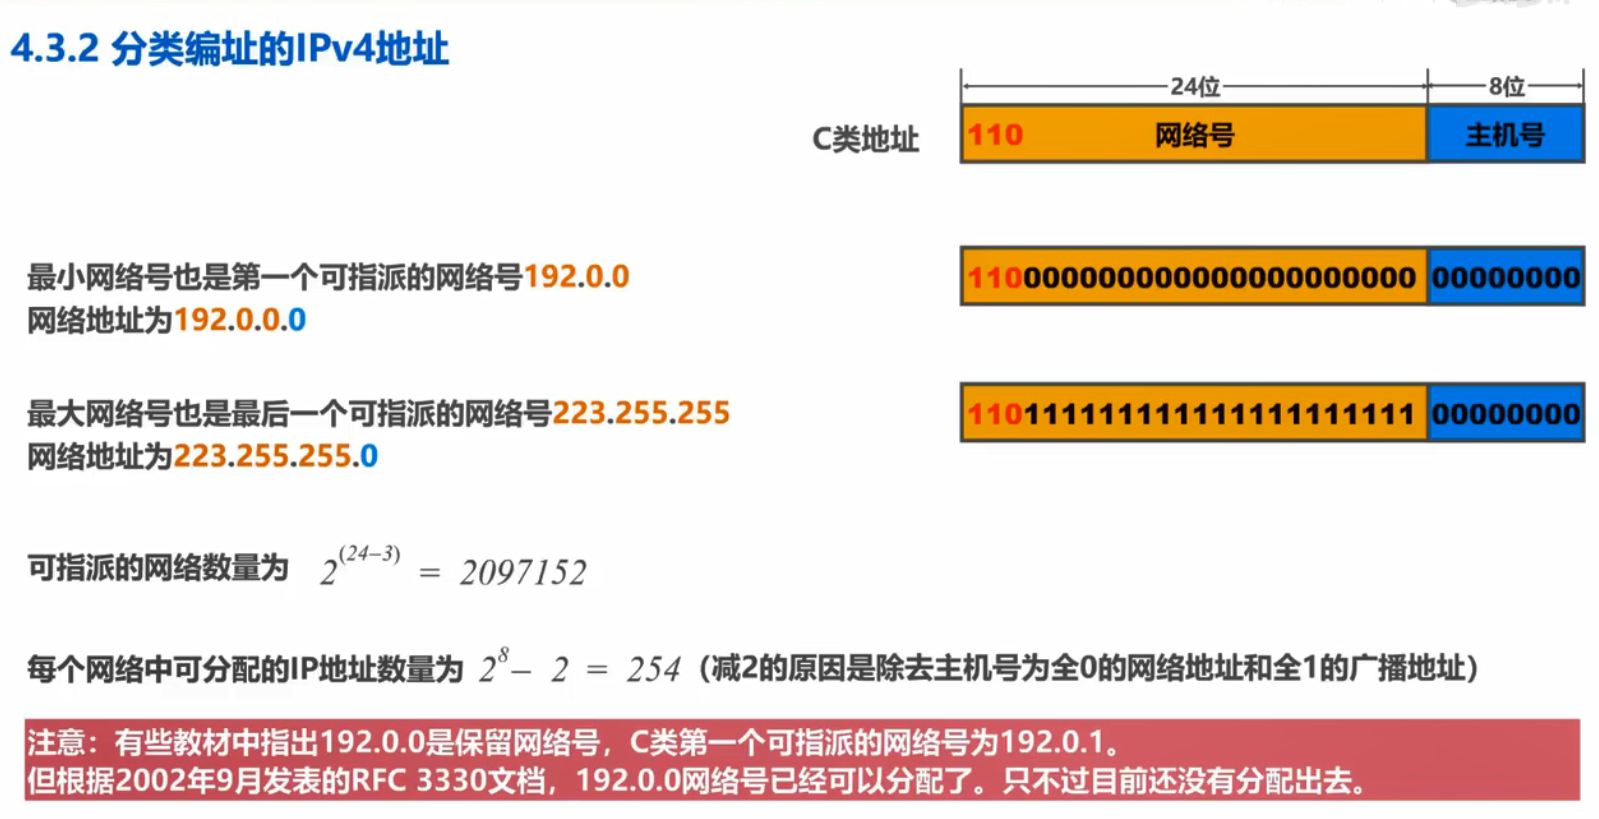 4.3.2 分类编址的IPv4地址
24位
8位
C类地址
110 网络号 主机号
最小网络号也是第一个可指派的网络号192.0.0
网络地址为192.0.0.0
110000000000000000000000 00000000
最大网络号也是最后一个可指派的网络号223.255.255
网络地址为223.255.255.0
110111111111111111111111 00000000
可指派的网络数量为 2^(24-3) = 2097152
每个网络中可分配的IP地址数量为 2^8 - 2 = 254 (减2的原因是除去主机号为全0的网络地址和全1的广播地址)
注意：有些教材中指出192.0.0是保留网络号，C类第一个可指派的网络号为192.0.1。
但根据2002年9月发表的RFC 3330文档，192.0.0网络号已经可以分配了。只不过目前还没有分配出去。